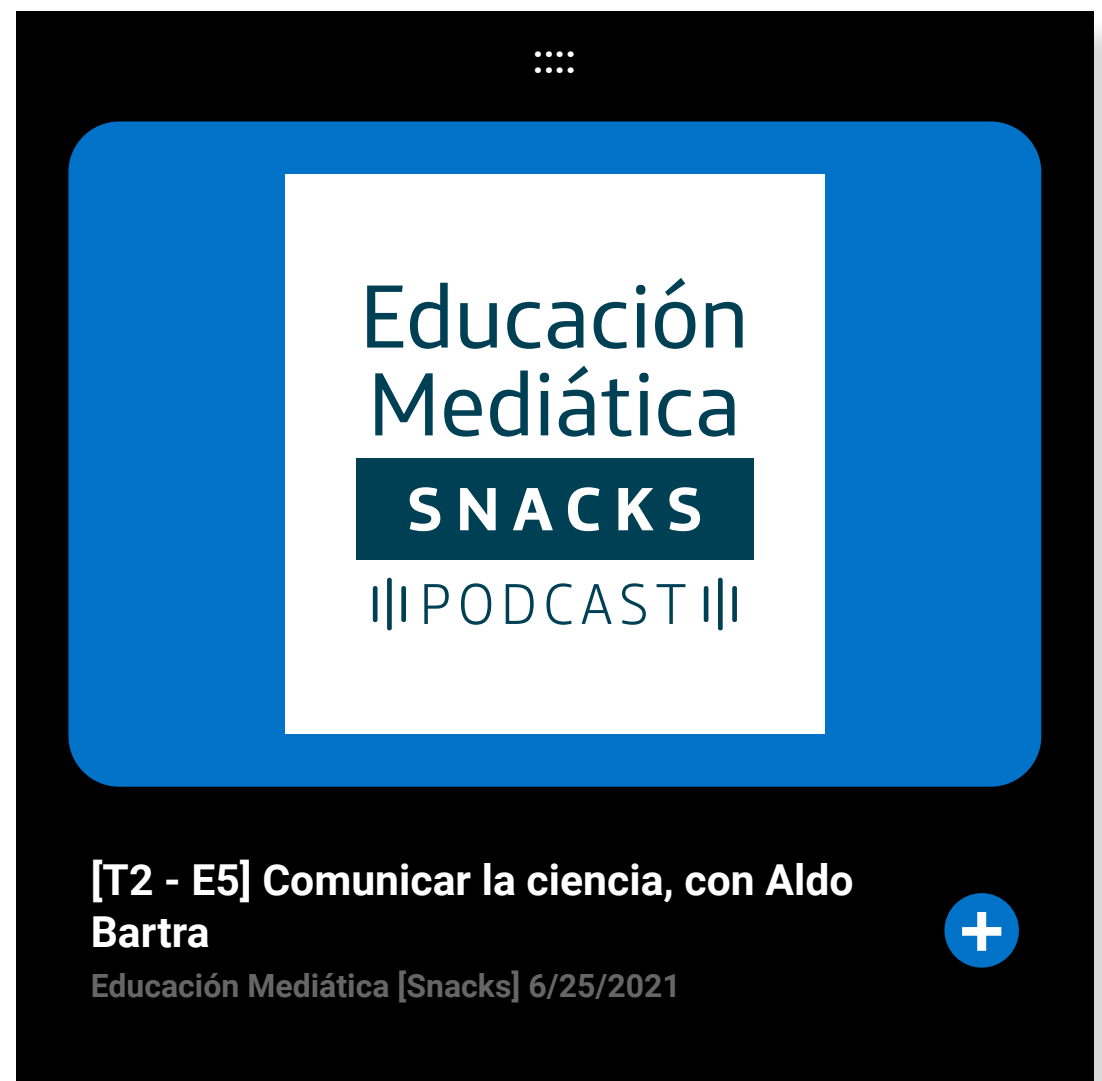 Educación
Mediática
SNACKS
PODCAST
[T2 - E5] Comunicar la ciencia, con Aldo
Bartra
Educación Mediática [Snacks] 6/25/2021